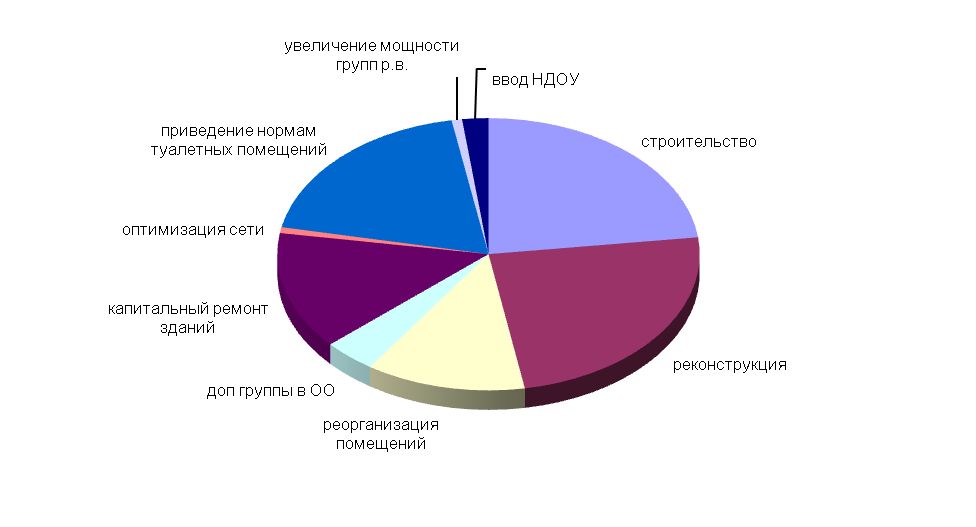 увеличение мощности
групп р.в.
ввод НДОУ
строительство
приведение нормам
туалетных помещений
оптимизация сети
капитальный ремонт
зданий
реконструкция
доп группы в ОО
реорганизация
помещений